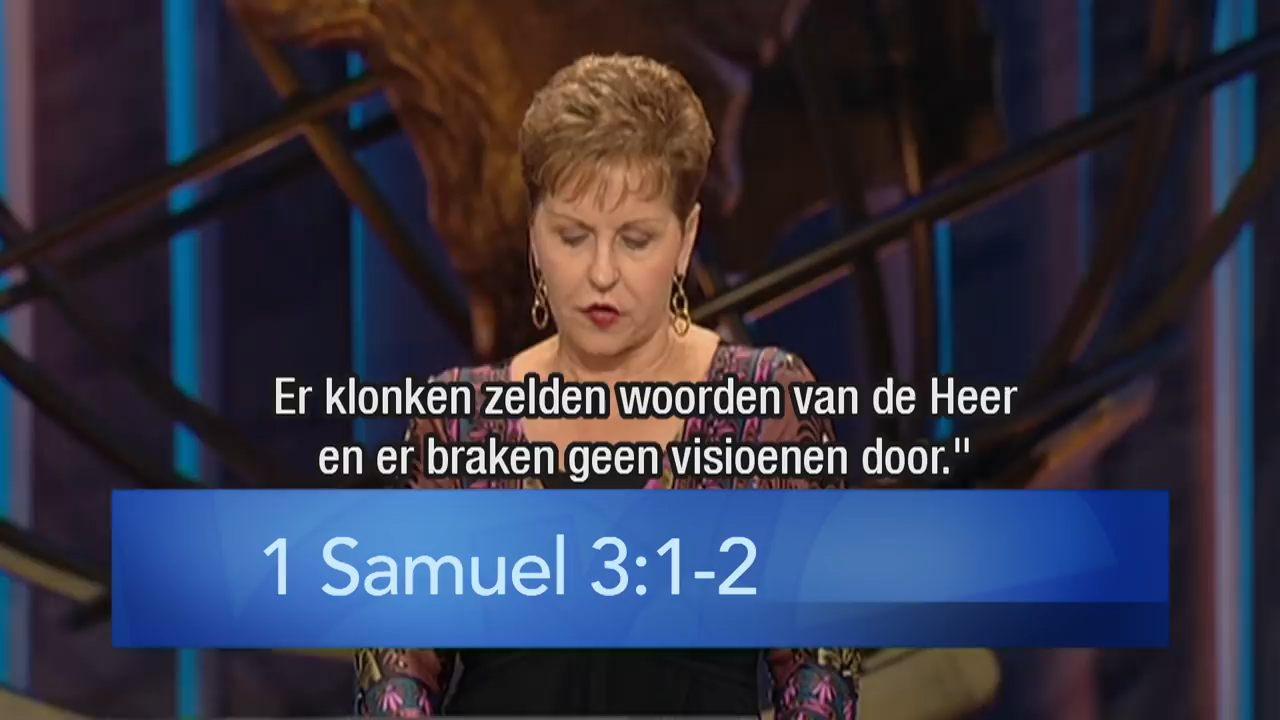 Er klonken zelden woorden van de Heer
en er braken geen visioenen door."
1 Samuel 3:1-2